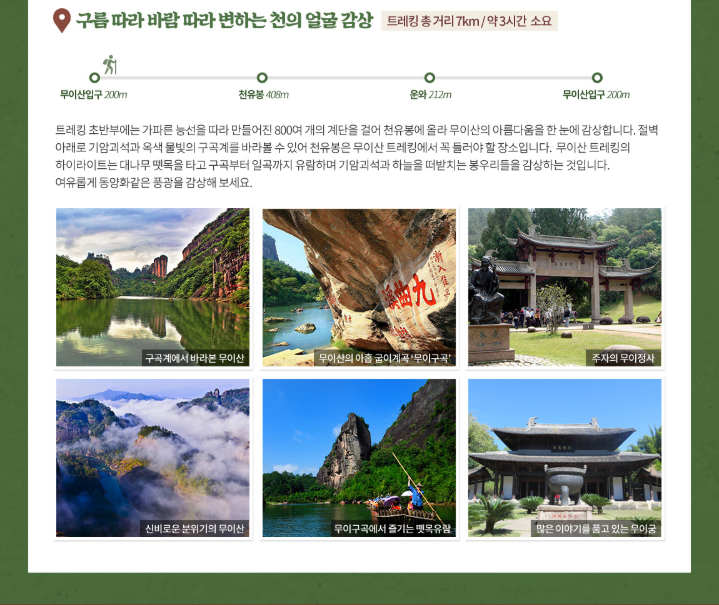 구름 따라 바람 따라 변하는 천의 얼굴 감상 트레킹 총 거리 7km / 약 3시간 소요
무이산입구 200m 천유봉 408m 운와 212m 무이산입구 200m
트레킹 초반부에는 가파른 능선을 따라 만들어진 800여 개의 계단을 걸어 천유봉에 올라 무이산의 아름다움을 한 눈에 감상합니다. 절벽
아래로 기암괴석과 옥색 물빛의 구곡계를 바라볼 수 있어 천유봉은 무이산 트레킹에서 꼭 들러야 할 장소입니다. 무이산 트레킹의
하이라이트는 대나무 뗏목을 타고 구곡부터 일곡까지 유람하며 기암괴석과 하늘을 떠받치는 봉우리들을 감상하는 것입니다.
여유롭게 동양화같은 풍광을 감상해 보세요.
구곡계에서 바라본 무이산
九曲溪
무이산의 아홉 굽이계곡 '무이구곡'
주자의 무이정사
신비로운 분위기의 무이산
무이구곡에서 즐기는 뗏목유람
많은 이야기를 품고 있는 무이궁